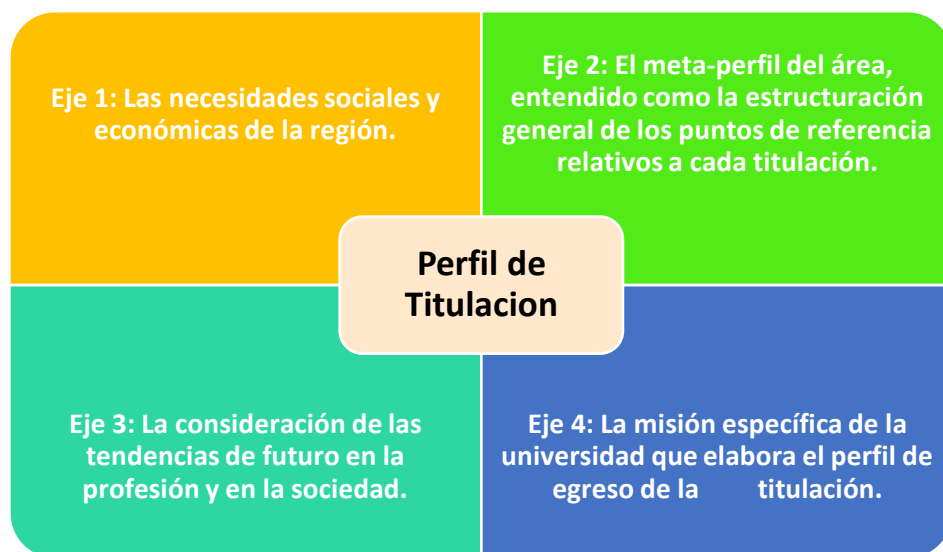 Eje 1: Las necesidades sociales y
económicas de la región.
Eje 2: El meta-perfil del área,
entendido como la estructuración
general de los puntos de referencia
relativos a cada titulación.
Perfil de
Titulacion
Eje 3: La consideración de las
tendencias de futuro en la
profesión y en la sociedad.
Eje 4: La misión específica de la
universidad que elabora el perfil de
egreso de la titulación.